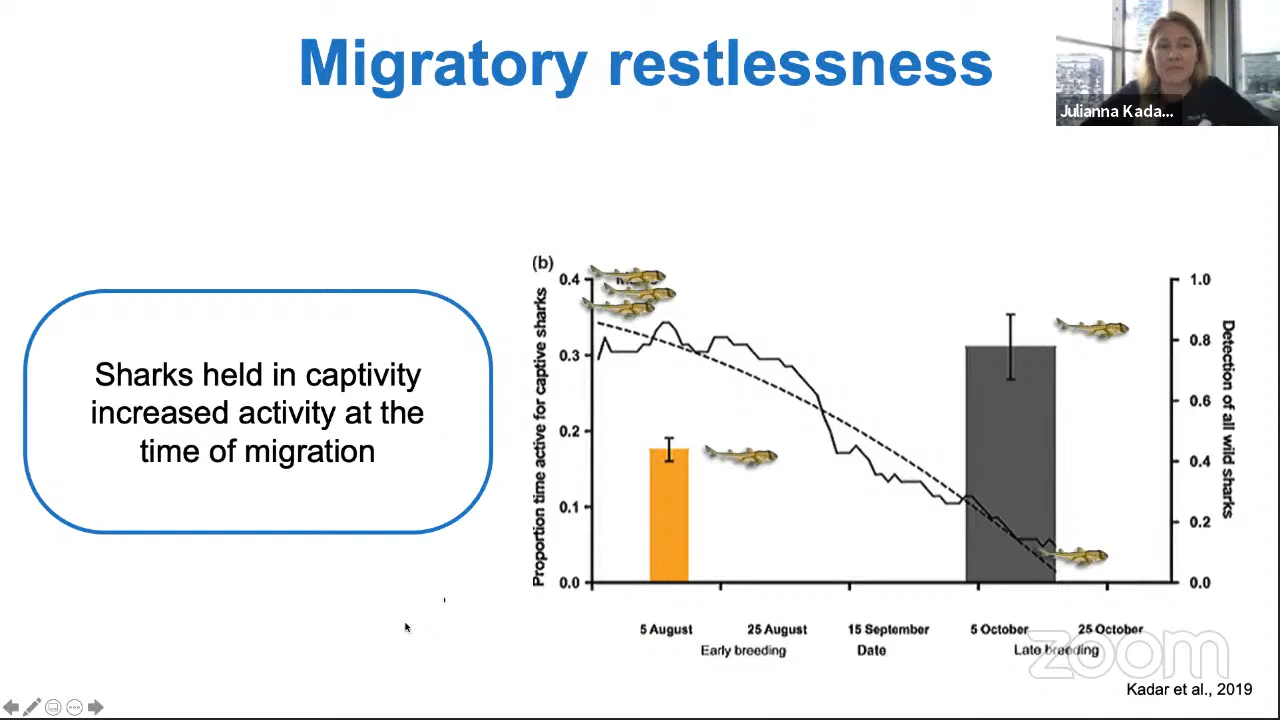 Migratory restlessness
Julianna Kada...
Sharks held in captivity
increased activity at the
time of migration
(b)
0.4
0.3
0.2
0.1
0.0
Proportion time active for captive sharks
1.0
0.8
0.6
0.4
0.2
0.0
Detection of all wild sharks
5 August
25 August
15 September
5 October
25 October
Early breeding
Date
Late breeding
zoom
Kadar et al., 2019